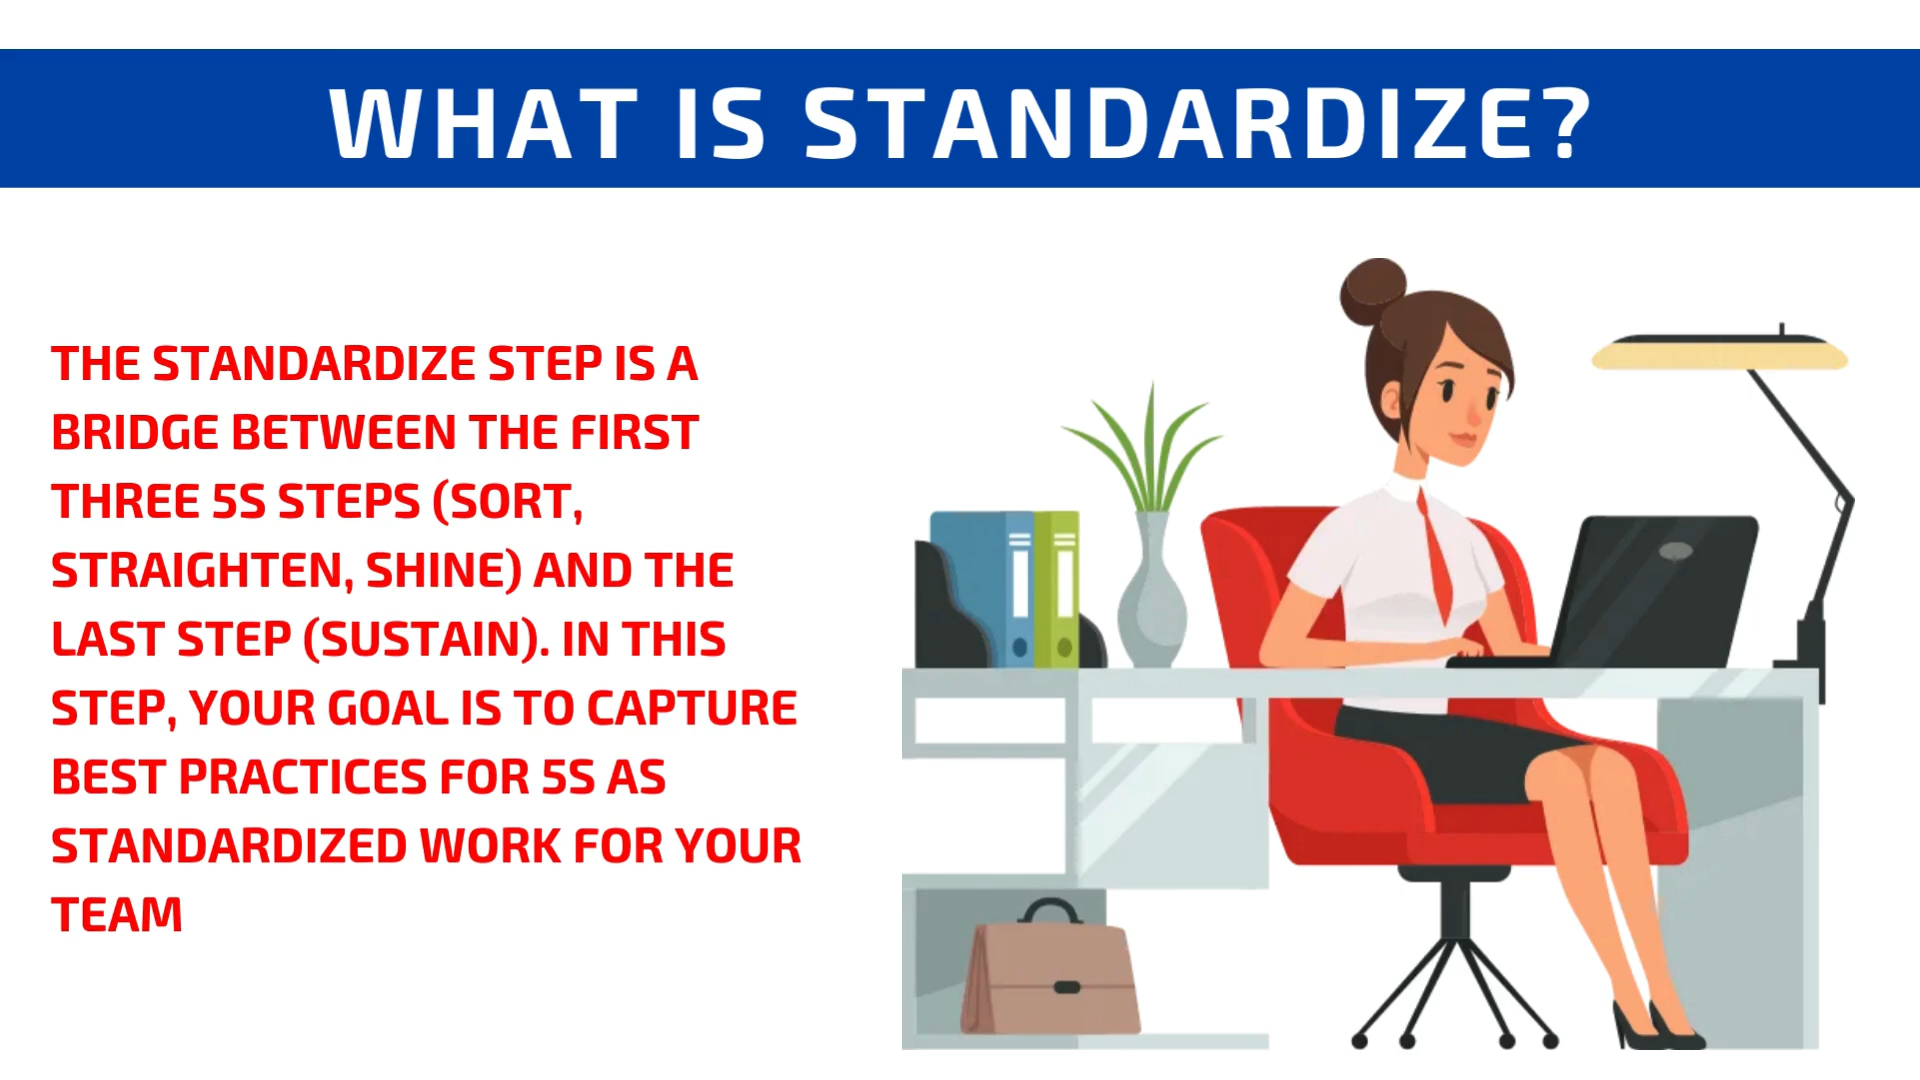 WHAT IS STANDARDIZE?
THE STANDARDIZE STEP IS A
BRIDGE BETWEEN THE FIRST
THREE 5S STEPS (SORT,
STRAIGHTEN, SHINE) AND THE
LAST STEP (SUSTAIN). IN THIS
STEP, YOUR GOAL IS TO CAPTURE
BEST PRACTICES FOR 5S AS
STANDARDIZED WORK FOR YOUR
TEAM